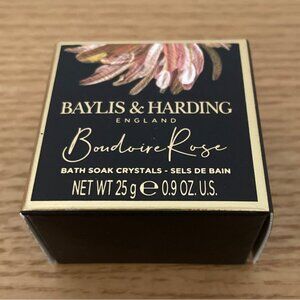 BAYLIS & HARDING
ENGLAND
Boudoire Rose
BATH SOAK CRYSTALS - SELS DE BAIN
NET WT 25 g ℮ 0.9 OZ. U.S.